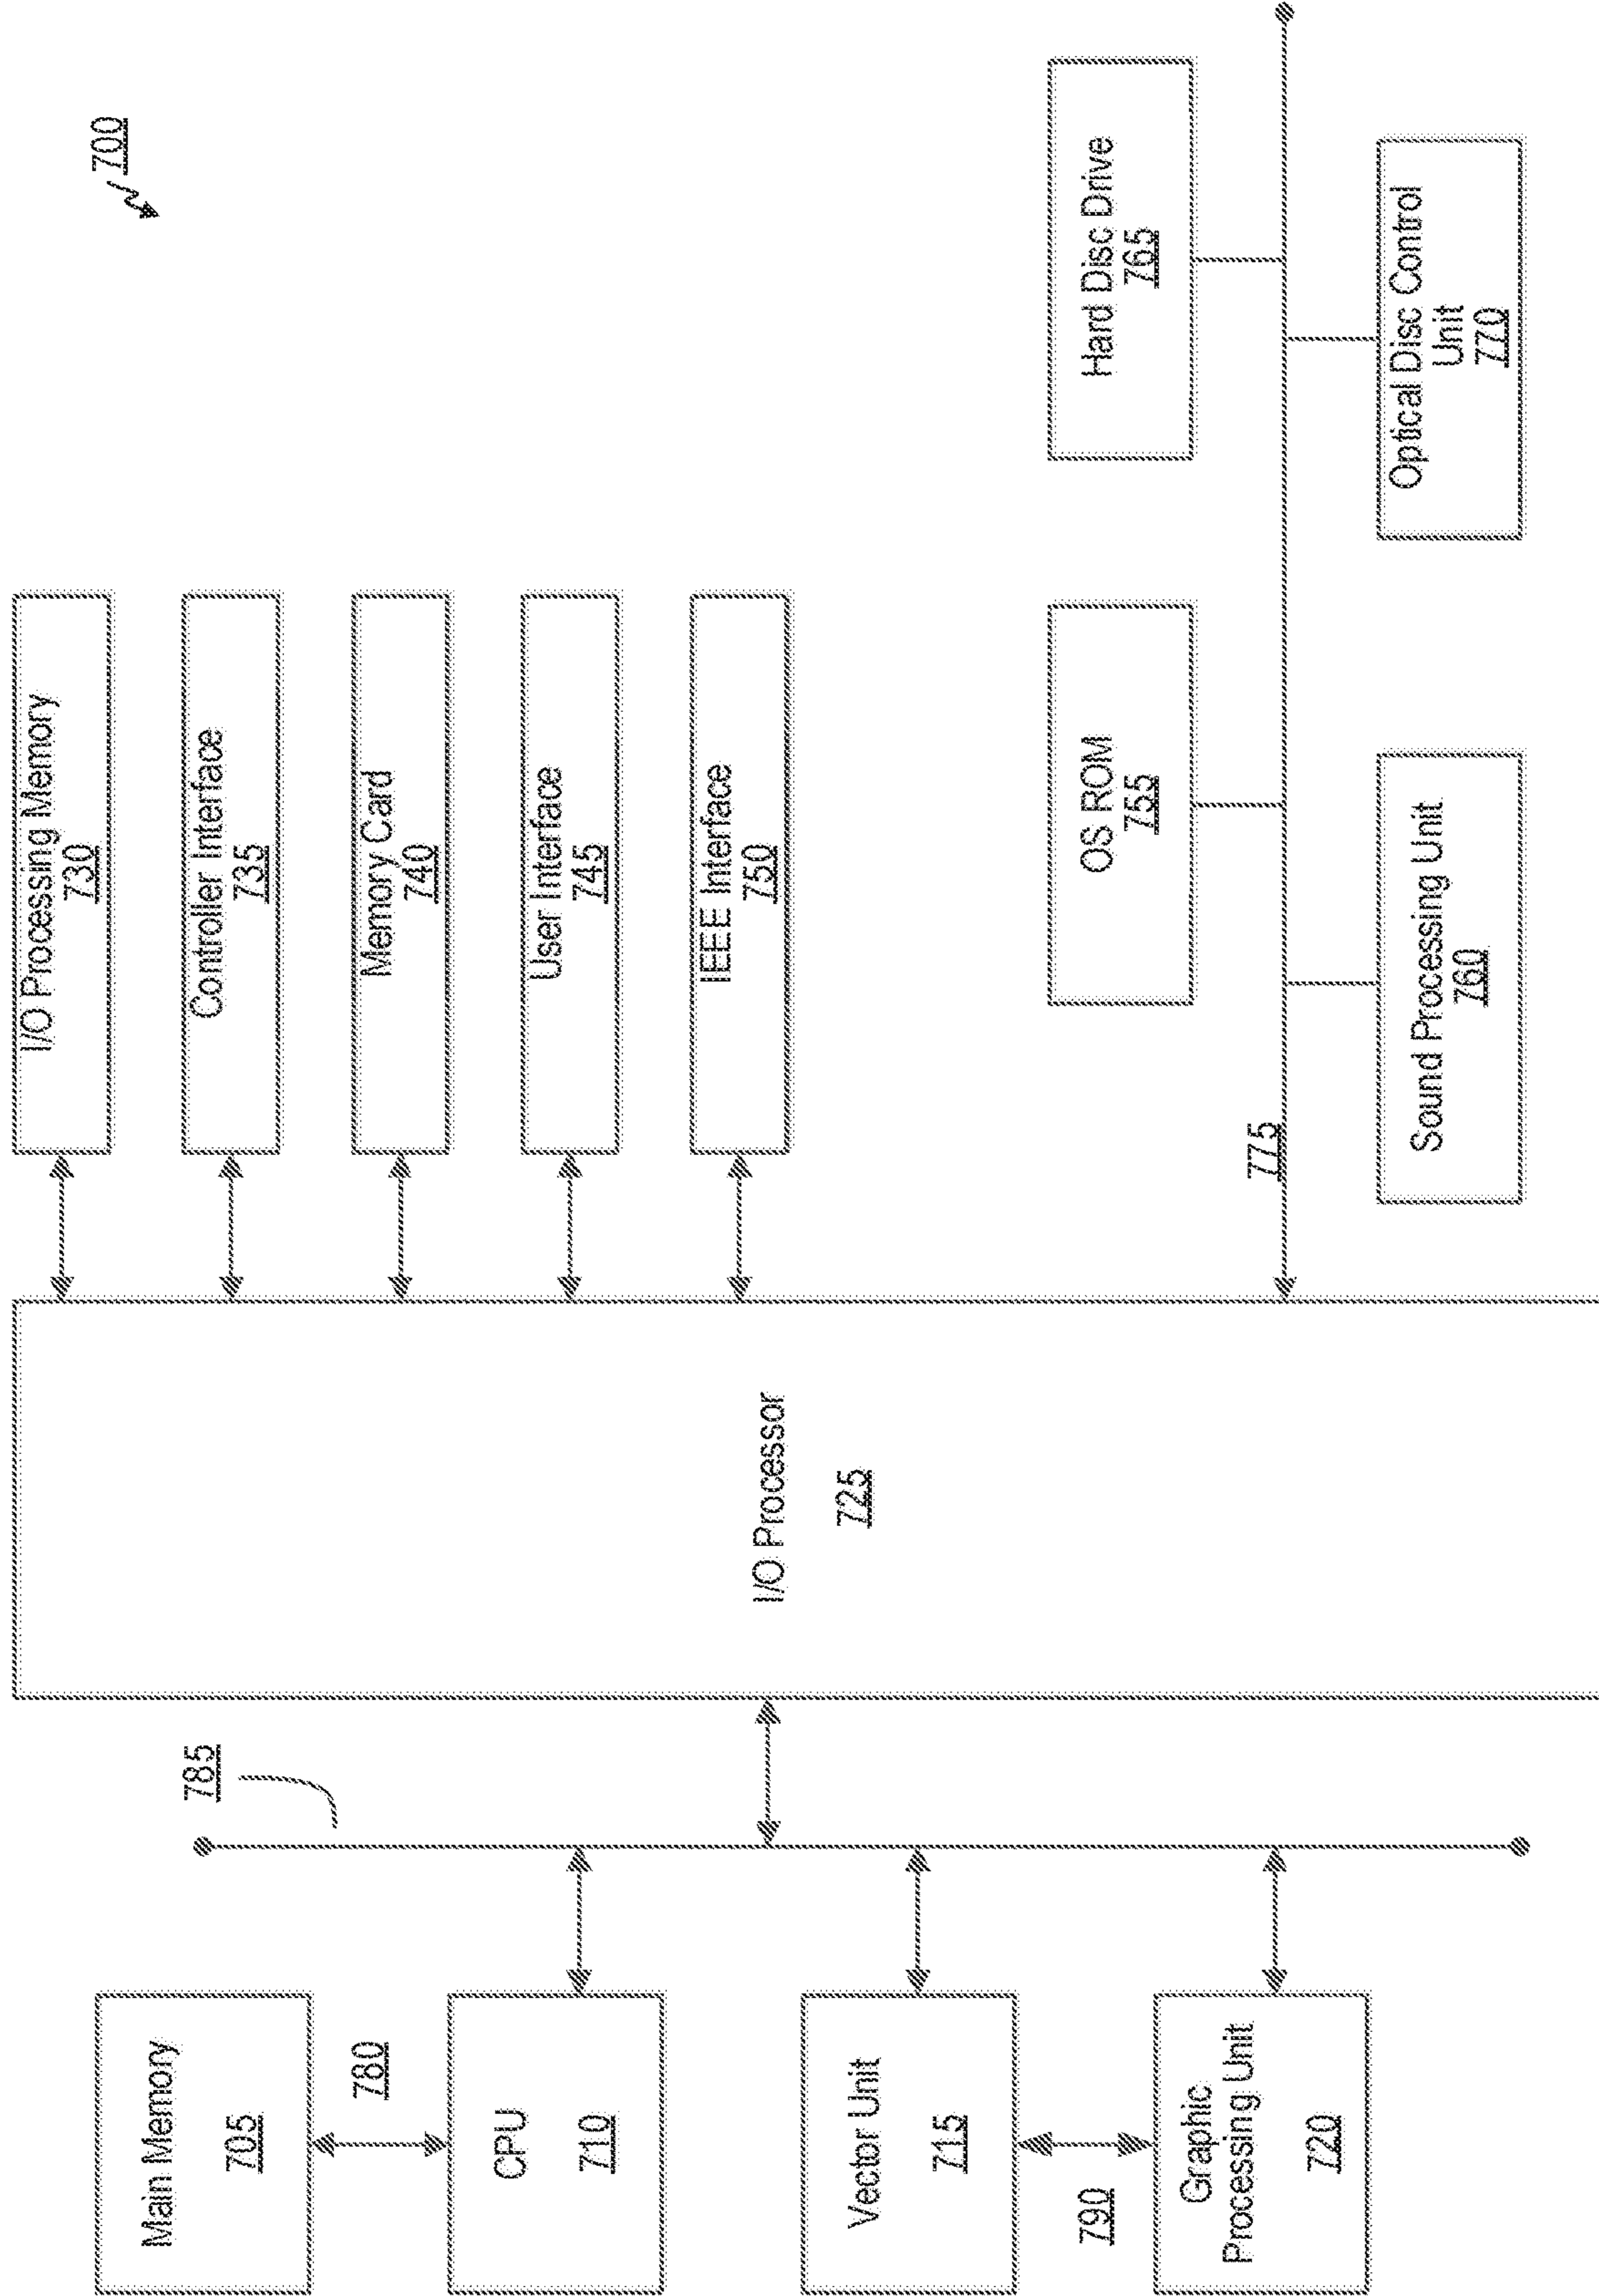 700
Main Memory
705
780
CPU
710
Vector Unit
715
790
Graphic
Processing Unit
720
785
I/O Processor
725
I/O Processing Memory
730
Controller Interface
735
Memory Card
740
User Interface
745
IEEE Interface
750
775
OS ROM
755
Sound Processing Unit
760
Hard Disc Drive
765
Optical Disc Control
Unit
770